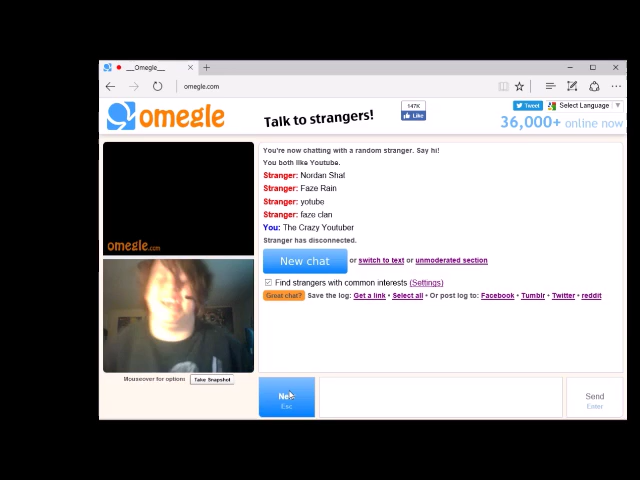 __Omegle__
omegle.com
omegle
Talk to strangers!
147K
Like
Tweet
Select Language
36,000+ online now
You're now chatting with a random stranger. Say hi!
You both like Youtube.
Stranger: Nordan Shat
Stranger: Faze Rain
Stranger: yotube
Stranger: faze clan
You: The Crazy Youtuber
Stranger has disconnected.
New chat or switch to text or unmoderated section
Find strangers with common interests (Settings)
Great chat? Save the log: Get a link • Select all • Or post log to: Facebook • Tumblr • Twitter • reddit
omegle.com
Mouseover for options Take Snapshot
Esc
Send
Enter